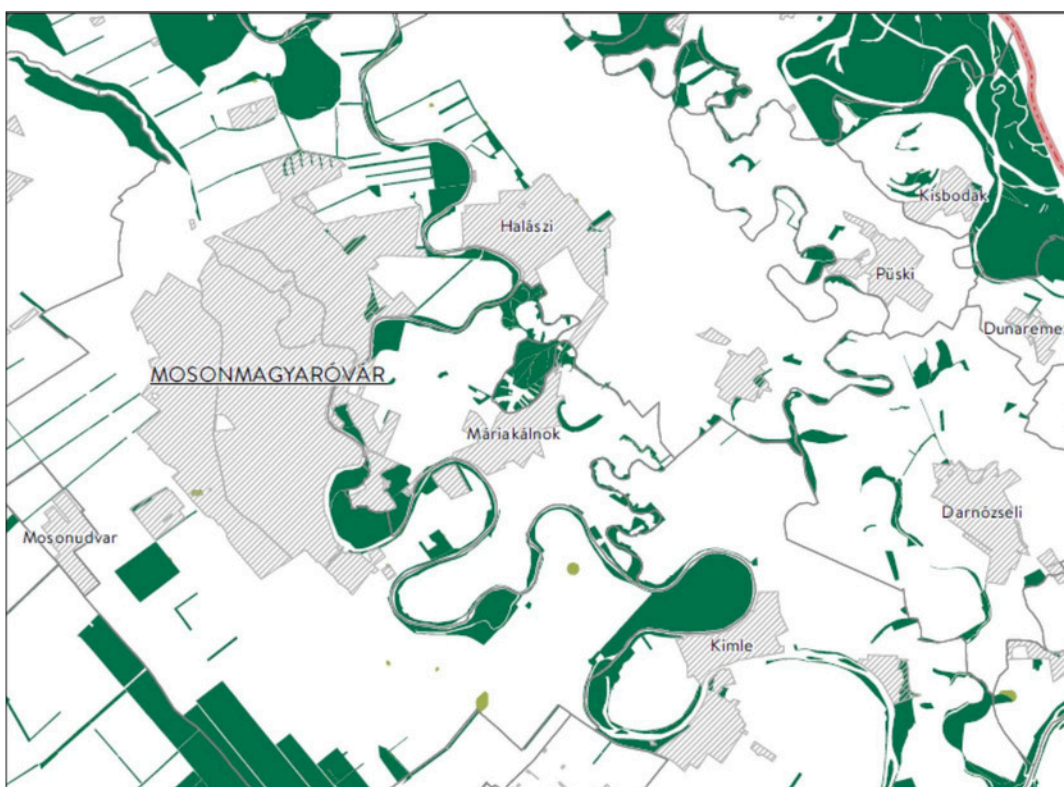 Kisbodak
Halászi
Püski
Dunareme
MOSONMAGYARÓVÁR
Máriakálnok
Darnózseli
Mosonudvar
Kimle